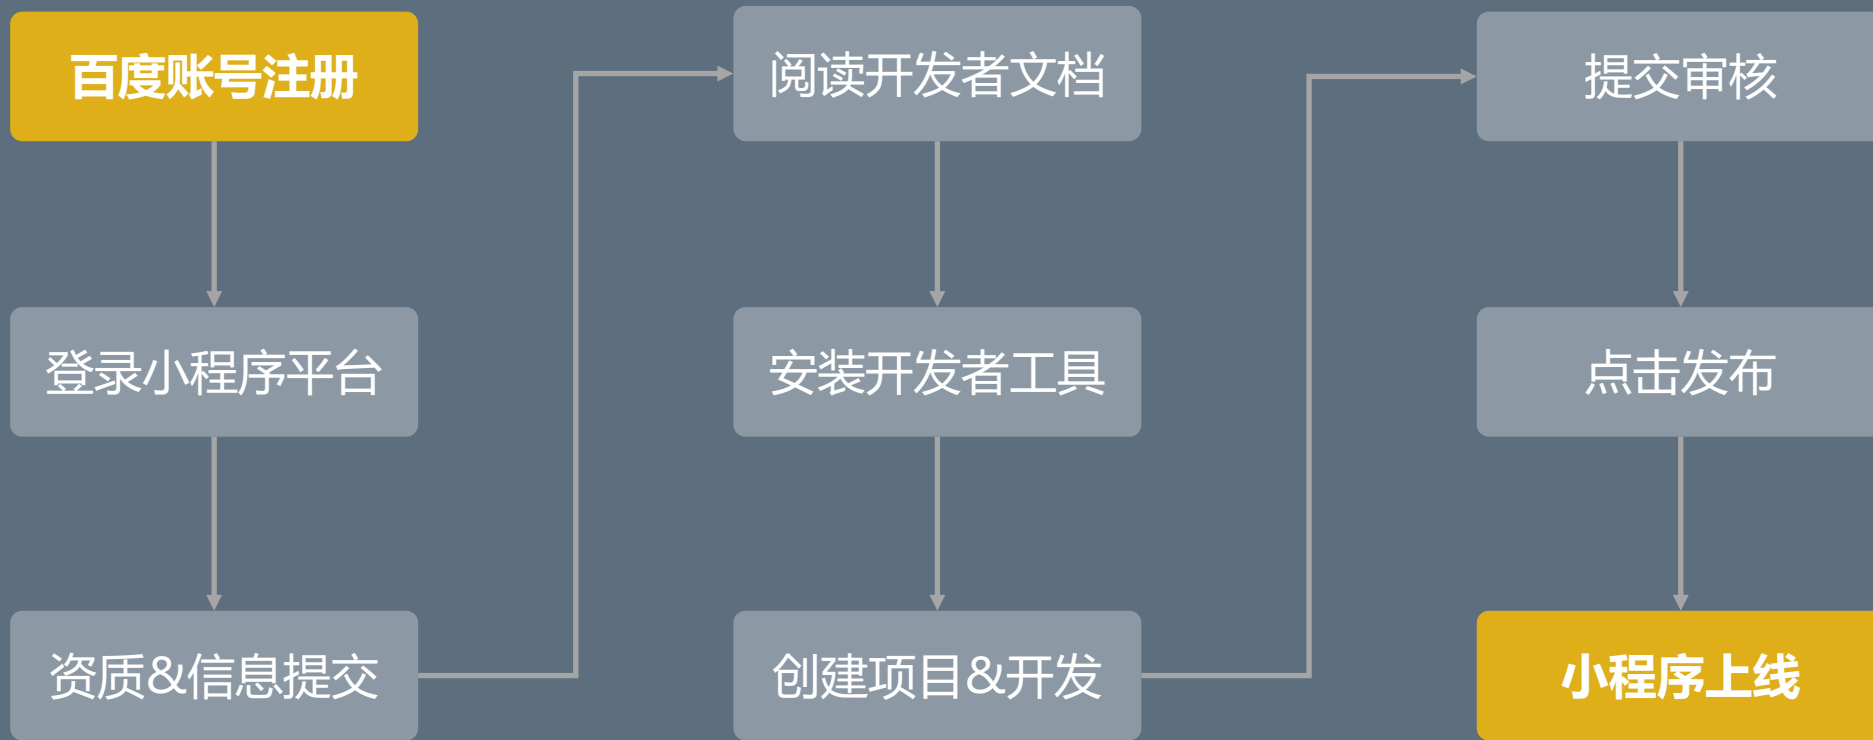 百度账号注册
登录小程序平台
资质&信息提交
阅读开发者文档
安装开发者工具
创建项目&开发
提交审核
点击发布
小程序上线